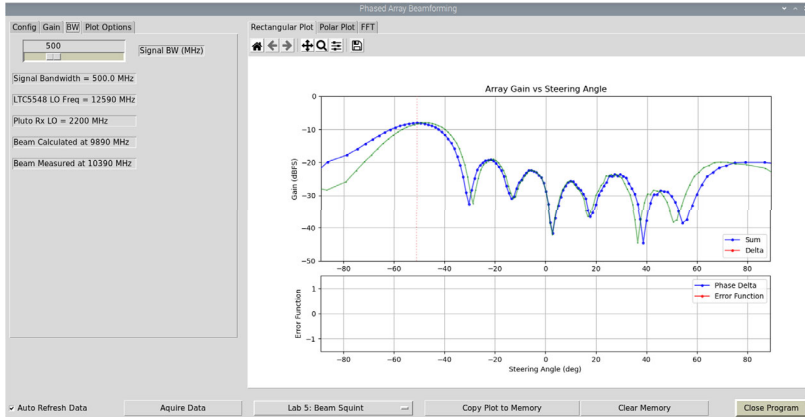 Phased Array Beamforming
Config Gain BW Plot Options
Rectangular Plot Polar Plot FFT
500
Signal BW (MHz)
Signal Bandwidth = 500.0 MHz
LTC5548 LO Freq = 12590 MHz
Pluto Rx LO = 2200 MHz
Beam Calculated at 9890 MHz
Beam Measured at 10390 MHz
Array Gain vs Steering Angle
Gain (dBFS)
0
−10
−20
−30
−40
−50
Sum
Delta
−80 −60 −40 −20 0 20 40 60 80
Error Function
1
0
−1
Phase Delta
Error Function
−80 −60 −40 −20 0 20 40 60 80
Steering Angle (deg)
Auto Refresh Data
Aquire Data
Lab 5: Beam Squint
Copy Plot to Memory
Clear Memory
Close Program